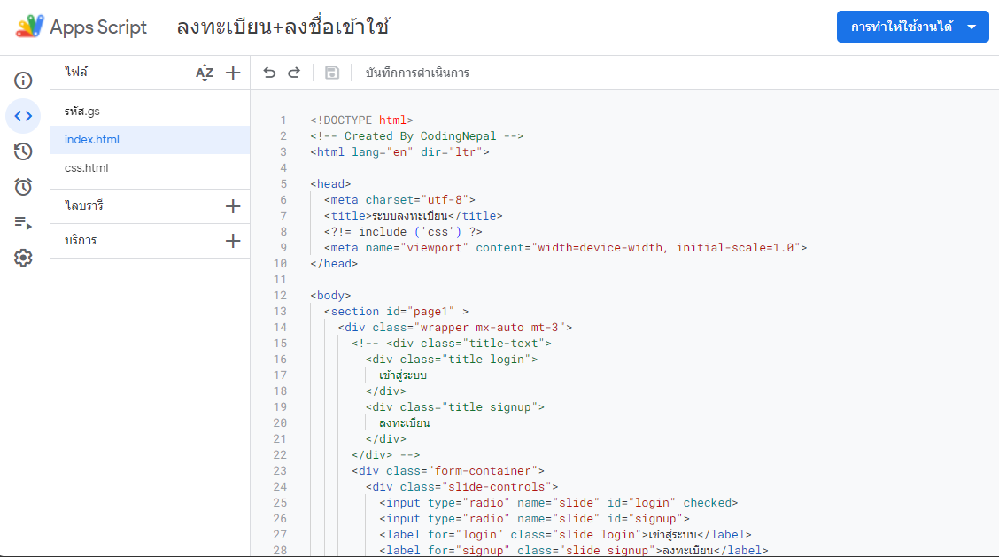 Apps Script ลงทะเบียน+ลงชื่อเข้าใช้ การทำให้ใช้งานได้
ไฟล์ AZ บันทึกการดำเนินการ
รหัส.gs
index.html
css.html
ไลบรารี
บริการ
1 <!DOCTYPE html>
2 <!-- Created By CodingNepal -->
3 <html lang="en" dir="ltr">
4
5 <head>
6 <meta charset="utf-8">
7 <title>ระบบลงทะเบียน</title>
8 <?!= include ('css') ?>
9 <meta name="viewport" content="width=device-width, initial-scale=1.0">
10 </head>
11
12 <body>
13 <section id="page1" >
14 <div class="wrapper mx-auto mt-3">
15 <!-- <div class="title-text">
16 <div class="title login">
17 เข้าสู่ระบบ
18 </div>
19 <div class="title signup">
20 ลงทะเบียน
21 </div>
22 </div> -->
23 <div class="form-container">
24 <div class="slide-controls">
25 <input type="radio" name="slide" id="login" checked>
26 <input type="radio" name="slide" id="signup">
27 <label for="login" class="slide login">เข้าสู่ระบบ</label>
28 <label for="signup" class="slide signup">ลงทะเบียน</label>